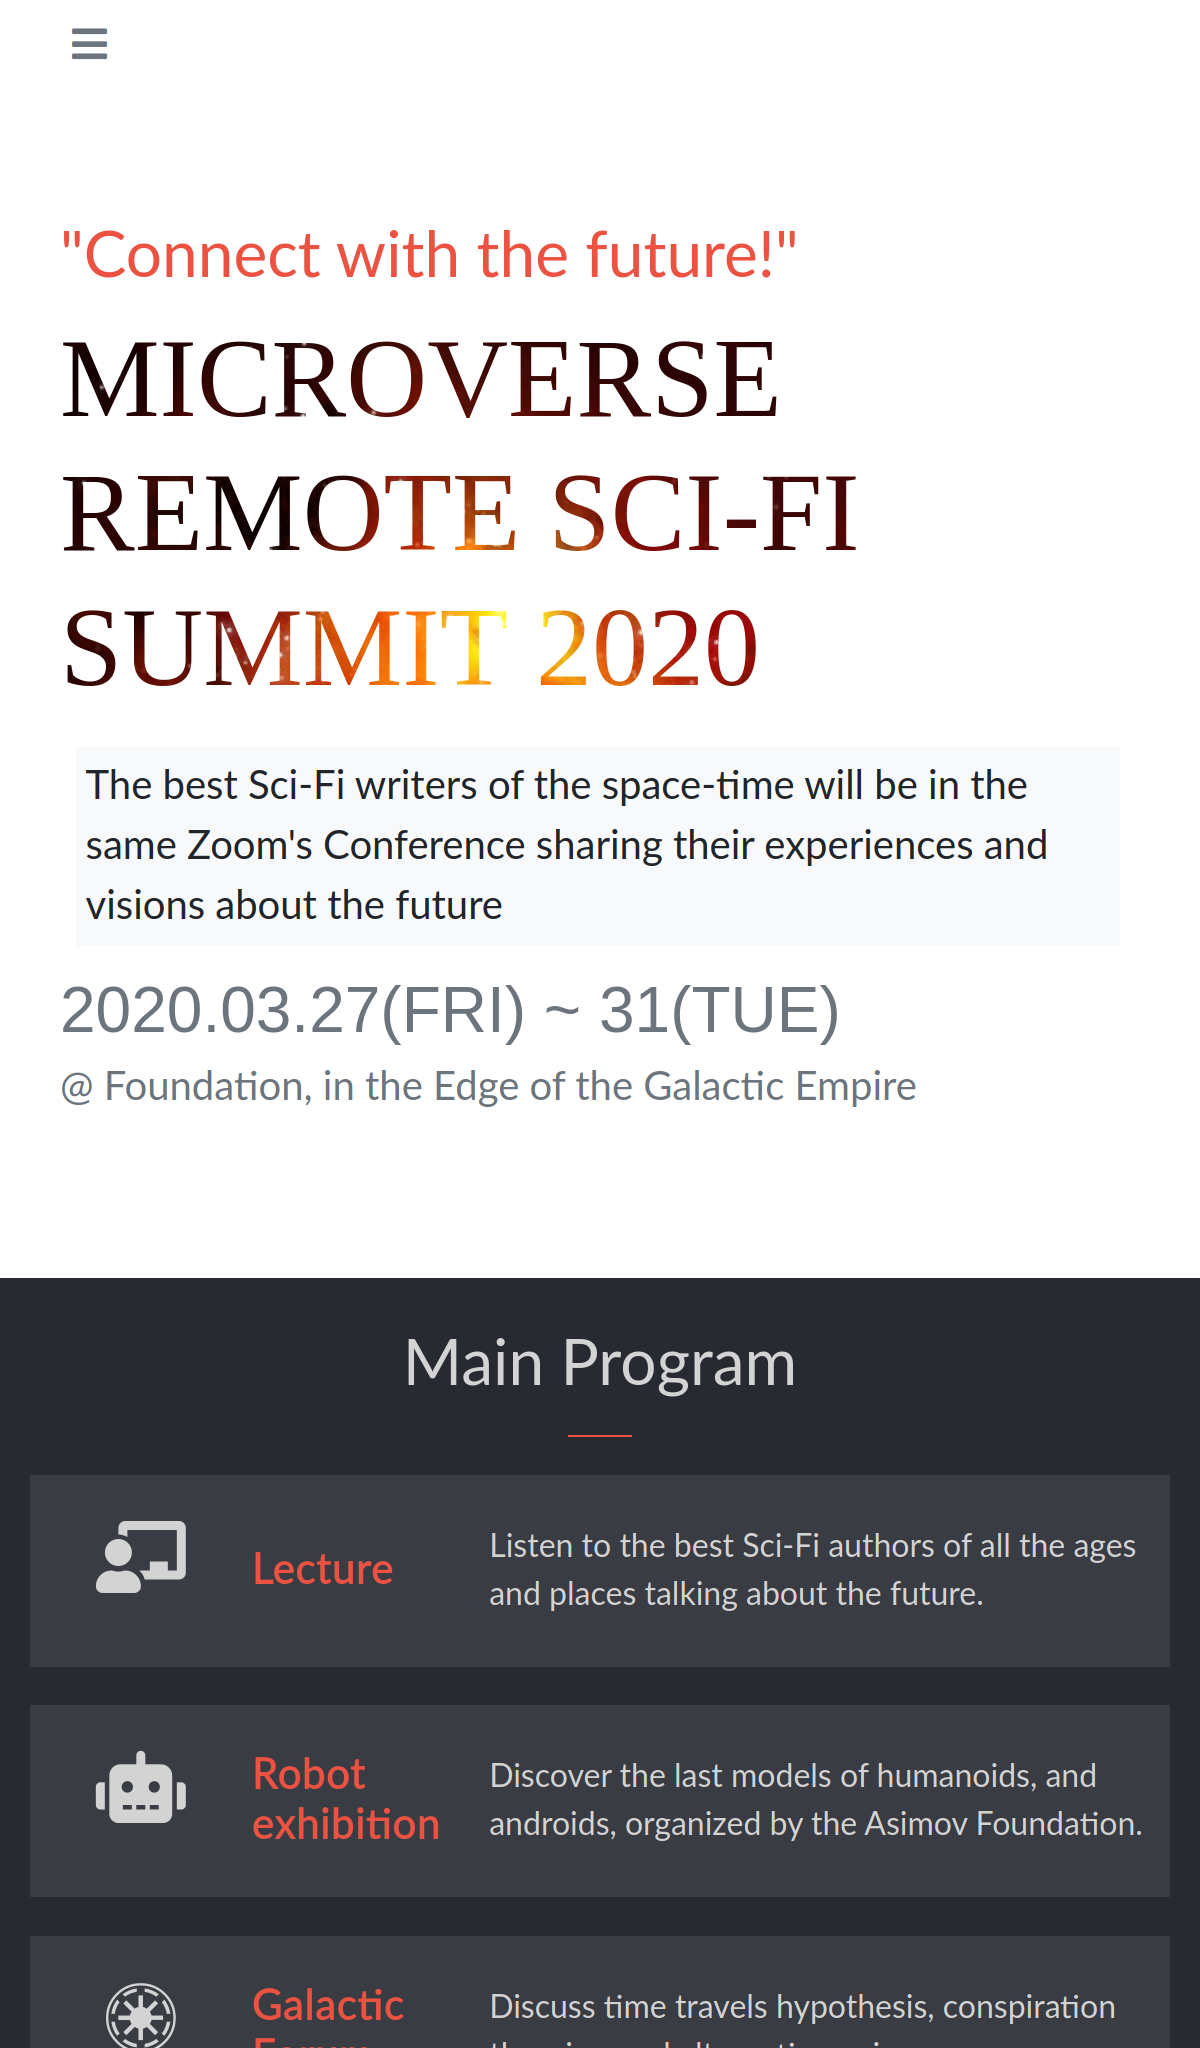 "Connect with the future!"
MICROVERSE
REMOTE SCI-FI
SUMMIT 2020
The best Sci-Fi writers of the space-time will be in the
same Zoom's Conference sharing their experiences and
visions about the future
2020.03.27(FRI) ~ 31(TUE)
@ Foundation, in the Edge of the Galactic Empire
Main Program
Lecture
Listen to the best Sci-Fi authors of all the ages
and places talking about the future.
Robot
exhibition
Discover the last models of humanoids, and
androids, organized by the Asimov Foundation.
Galactic
Discuss time travels hypothesis, conspiration